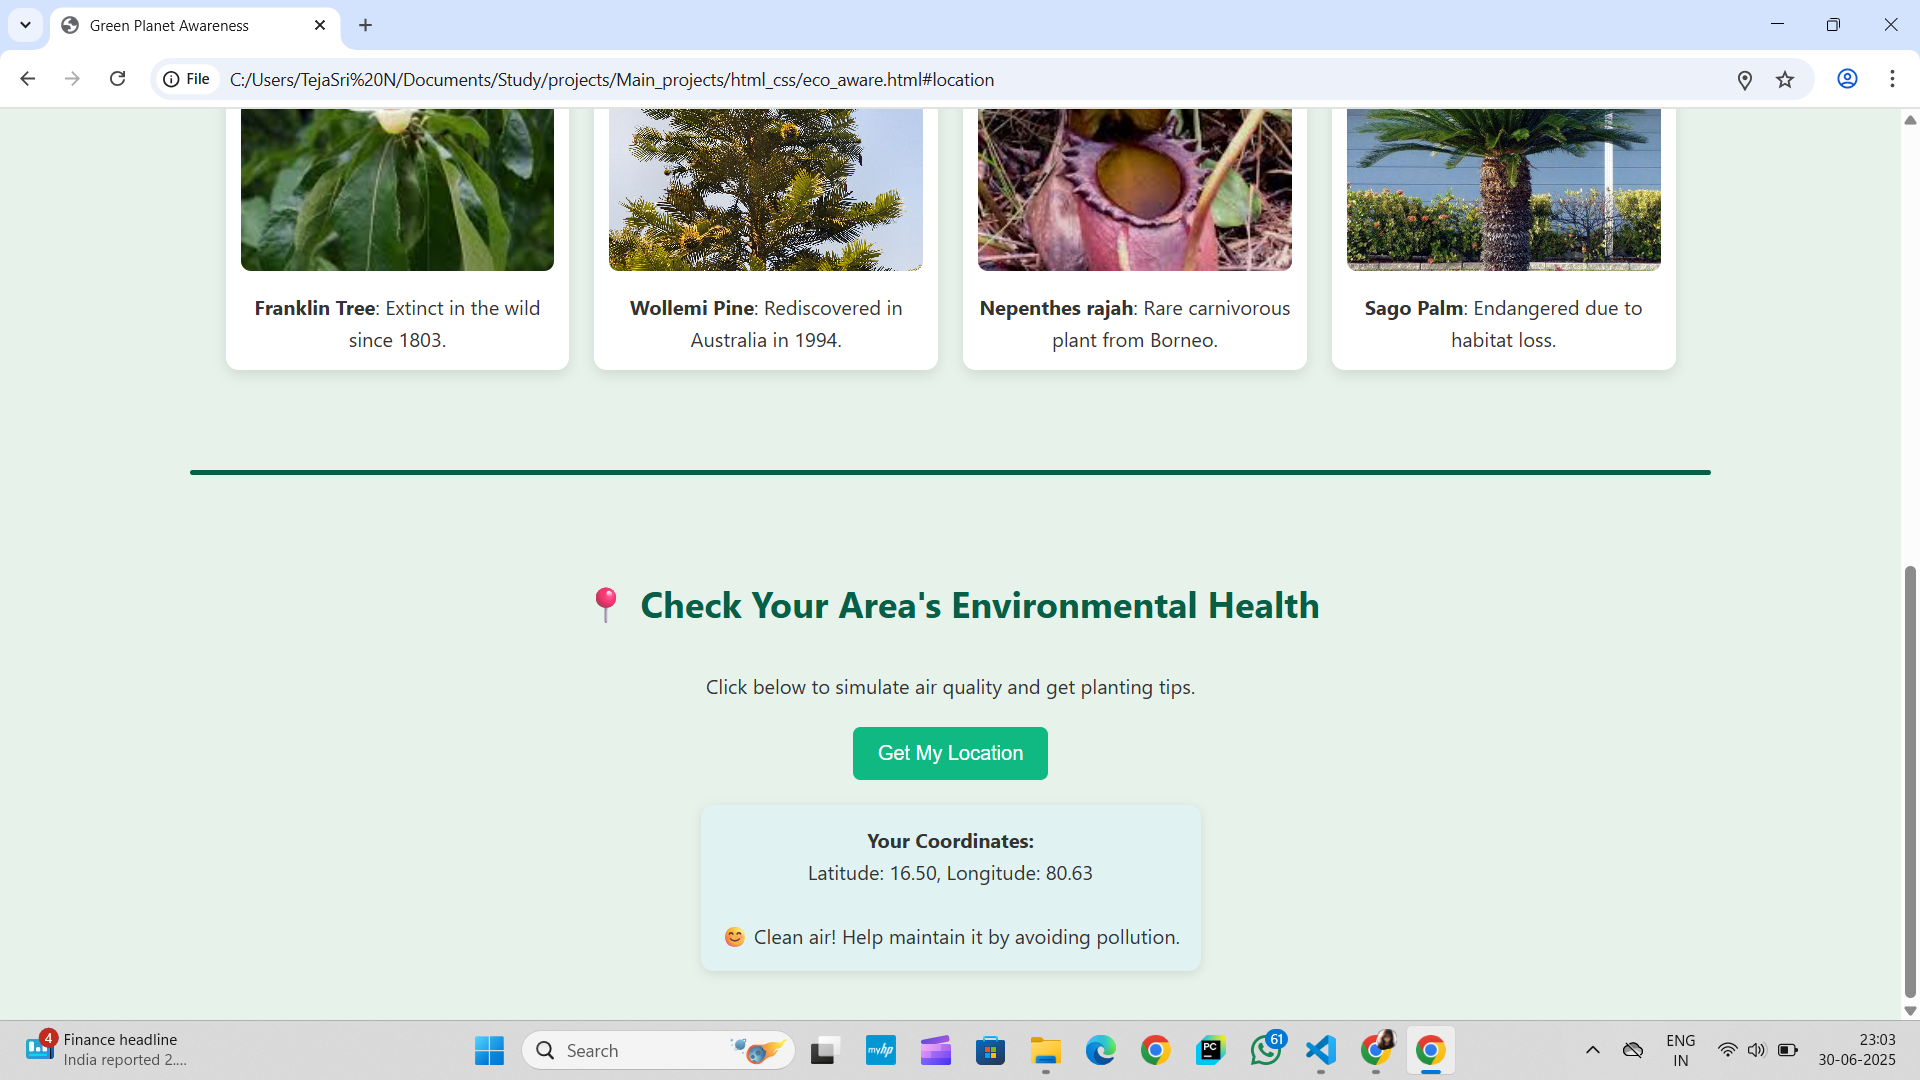 Green Planet Awareness
File
C:/Users/TejaSri%20N/Documents/Study/projects/Main_projects/html_css/eco_aware.html#location
Franklin Tree: Extinct in the wild
since 1803.
Wollemi Pine: Rediscovered in
Australia in 1994.
Nepenthes rajah: Rare carnivorous
plant from Borneo.
Sago Palm: Endangered due to
habitat loss.
Check Your Area's Environmental Health
Click below to simulate air quality and get planting tips.
Get My Location
Your Coordinates:
Latitude: 16.50, Longitude: 80.63
😊 Clean air! Help maintain it by avoiding pollution.
4
Finance headline
India reported 2....
Search
myhp
PC
61
ENG
IN
23:03
30-06-2025